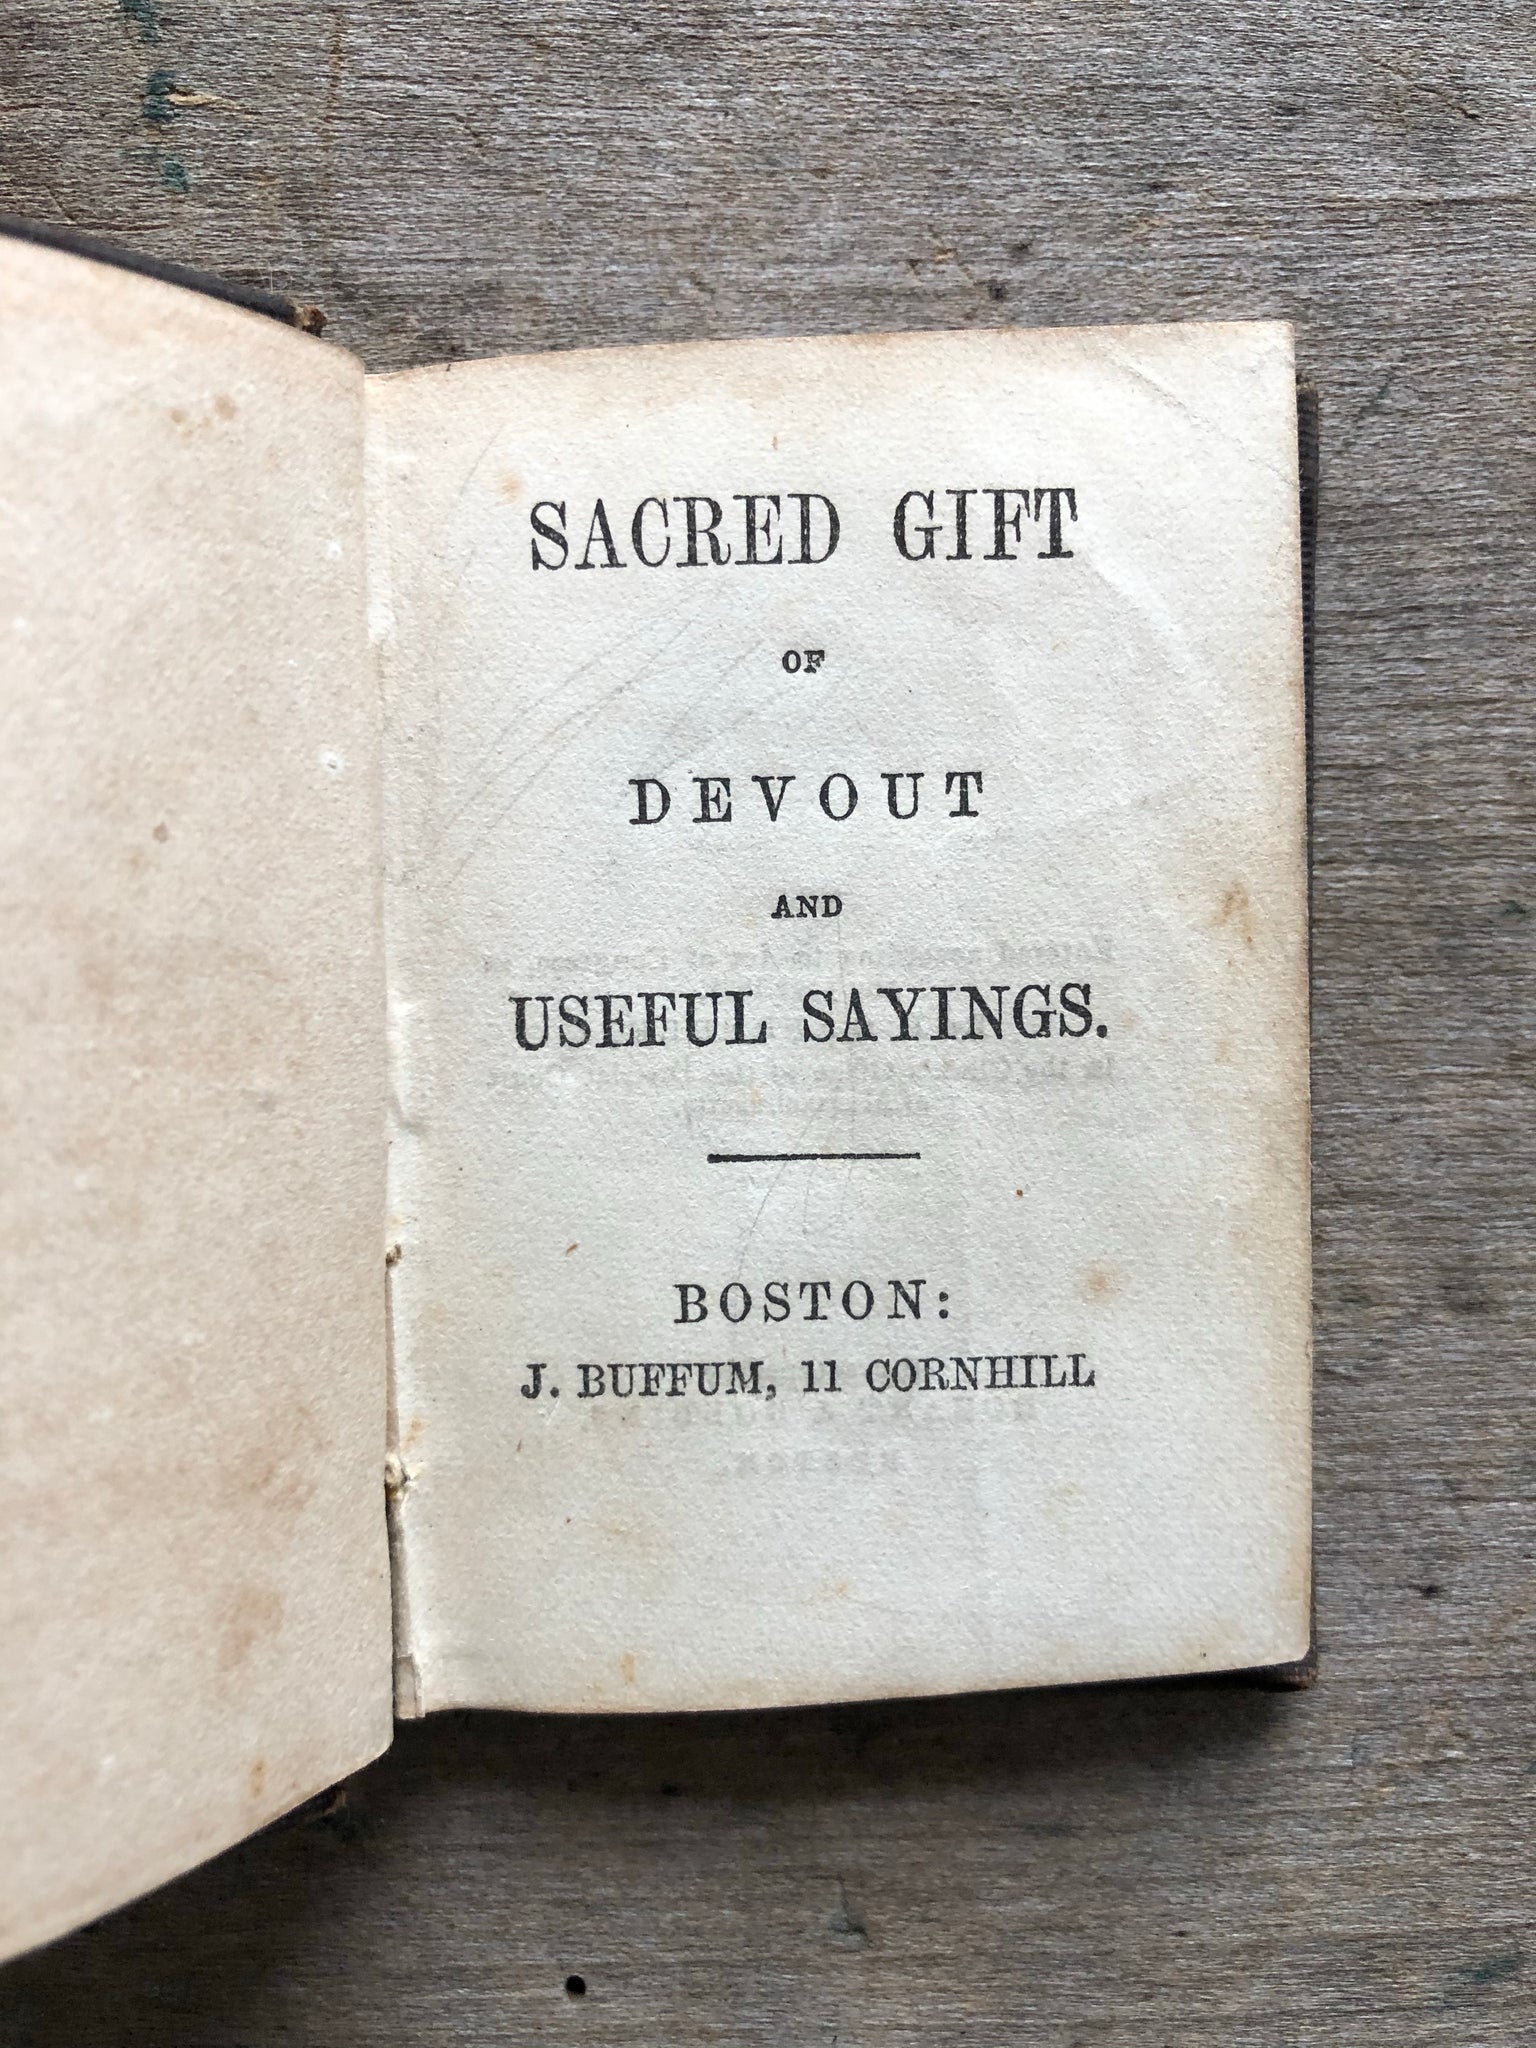 SACRED GIFT
OF
DEVOUT
AND
USEFUL SAYINGS.
BOSTON:
J. BUFFUM, 11 CORNHILL